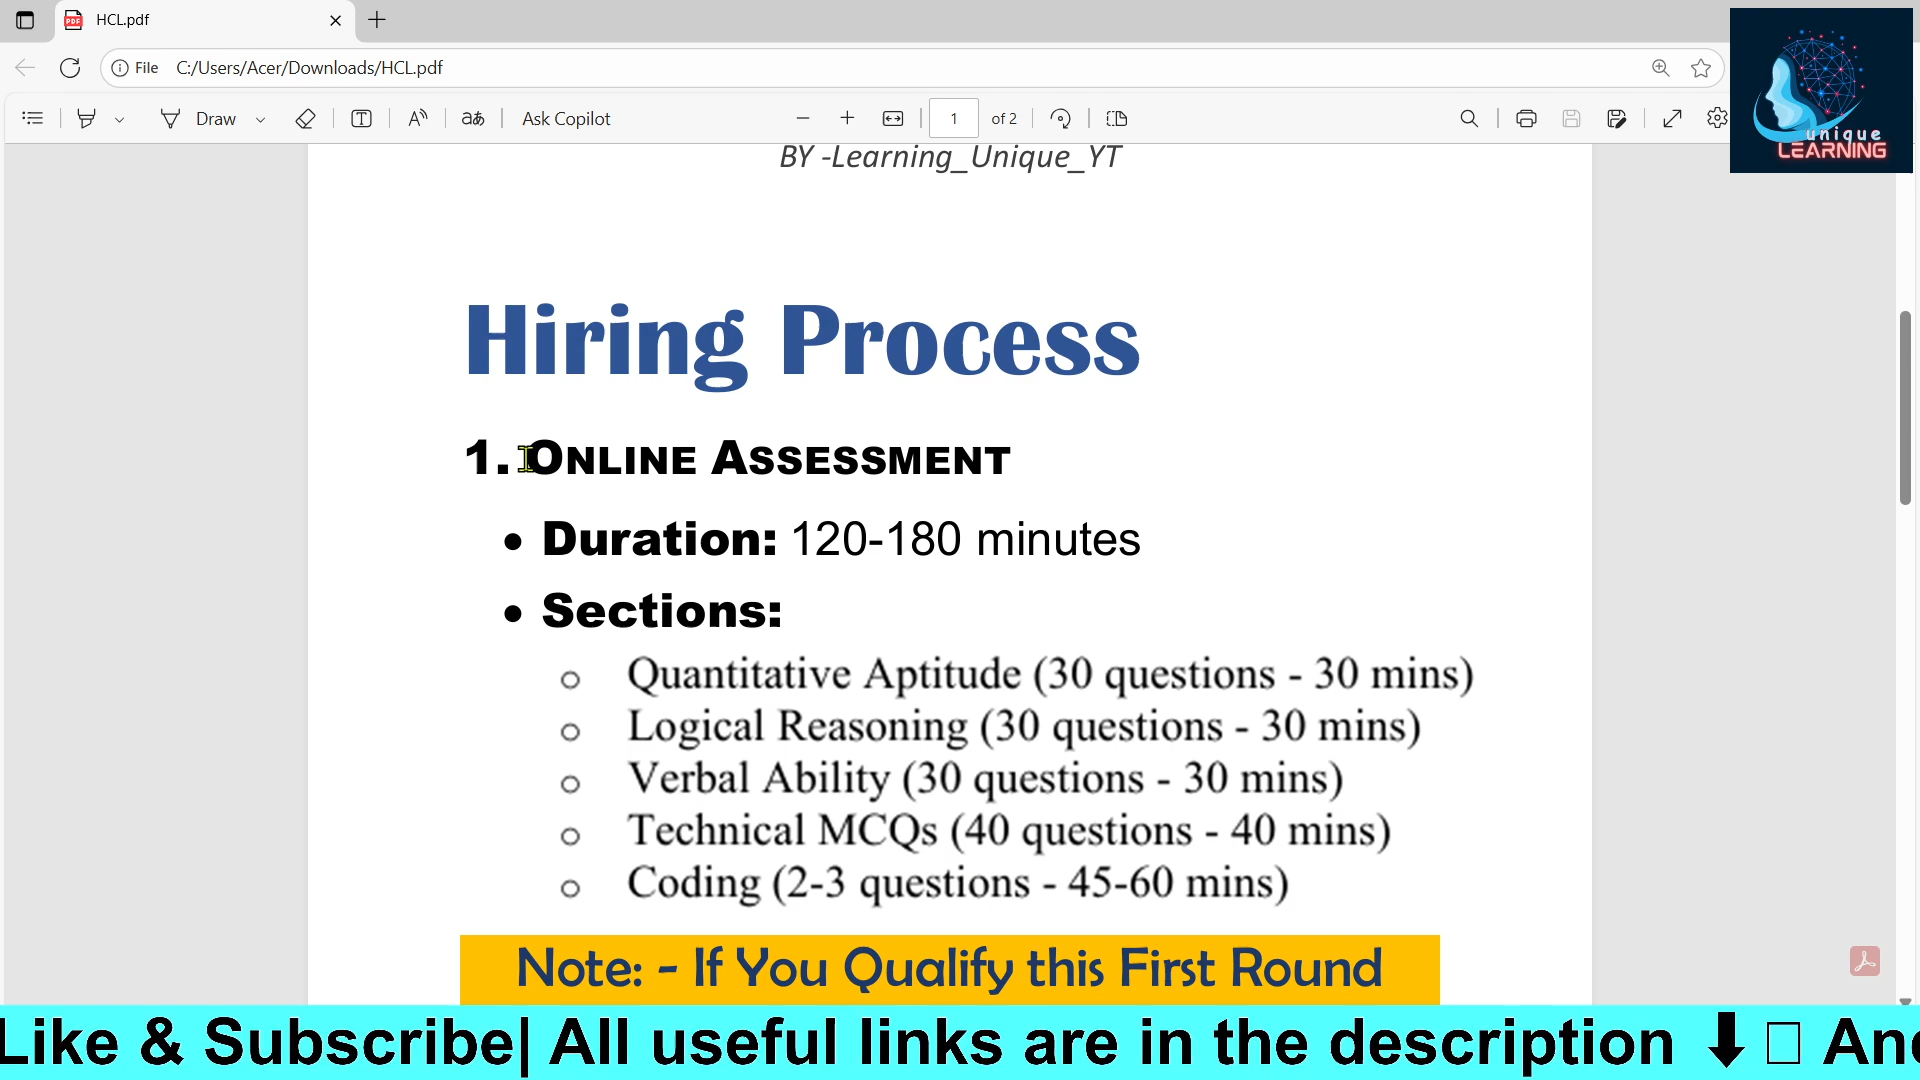 HCL.pdf
File C:/Users/Acer/Downloads/HCL.pdf
Draw aあ Ask Copilot 1 of 2
unique
LEARNING
BY -Learning_Unique_YT
Hiring Process
1. ONLINE ASSESSMENT
• Duration: 120-180 minutes
• Sections:
o Quantitative Aptitude (30 questions - 30 mins)
o Logical Reasoning (30 questions - 30 mins)
o Verbal Ability (30 questions - 30 mins)
o Technical MCQs (40 questions - 40 mins)
o Coding (2-3 questions - 45-60 mins)
Note: - If You Qualify this First Round
Like & Subscribe| All useful links are in the description ⬇ And